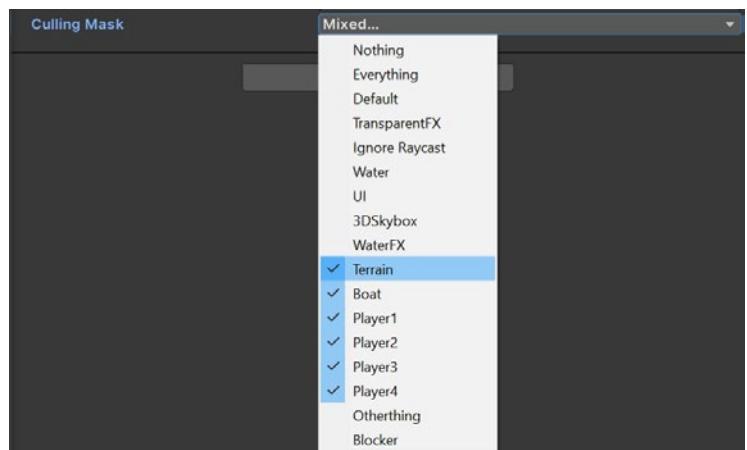 Culling Mask Mixed...
Nothing
Everything
Default
TransparentFX
Ignore Raycast
Water
UI
3DSkybox
WaterFX
Terrain
Boat
Player1
Player2
Player3
Player4
Otherthing
Blocker